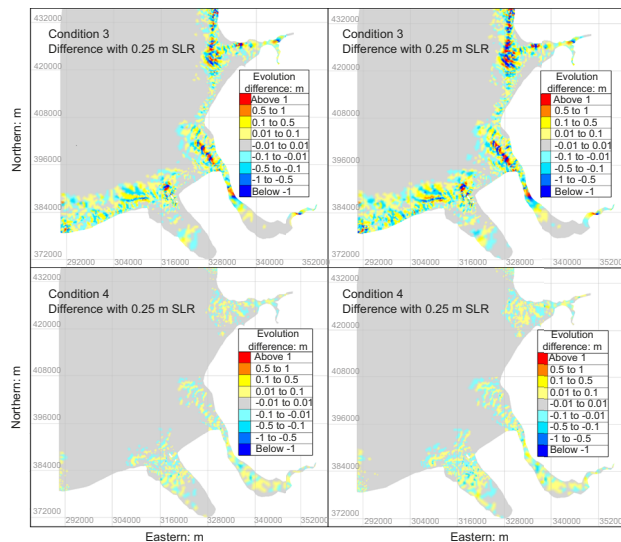 Condition 3
Difference with 0.25 m SLR
Evolution
difference: m
Above 1
0.5 to 1
0.1 to 0.5
0.01 to 0.1
-0.01 to 0.01
-0.1 to -0.01
-0.5 to -0.1
-1 to -0.5
Below -1
432000
420000
408000
396000
384000
372000
292000
304000
316000
328000
340000
352000
Northern: m
Condition 3
Difference with 0.25 m SLR
Evolution
difference: m
Above 1
0.5 to 1
0.1 to 0.5
0.01 to 0.1
-0.01 to 0.01
-0.1 to -0.01
-0.5 to -0.1
-1 to -0.5
Below -1
432000
420000
408000
396000
384000
372000
292000
304000
316000
328000
340000
352000
Condition 4
Difference with 0.25 m SLR
Evolution
difference: m
Above 1
0.5 to 1
0.1 to 0.5
0.01 to 0.1
-0.01 to 0.01
-0.1 to -0.01
-0.5 to -0.1
-1 to -0.5
Below -1
432000
420000
408000
396000
384000
372000
292000
304000
316000
328000
340000
352000
Northern: m
Eastern: m
Condition 4
Difference with 0.25 m SLR
Evolution
difference: m
Above 1
0.5 to 1
0.1 to 0.5
0.01 to 0.1
-0.01 to 0.01
-0.1 to -0.01
-0.5 to -0.1
-1 to -0.5
Below -1
432000
420000
408000
396000
384000
372000
292000
304000
316000
328000
340000
352000
Eastern: m